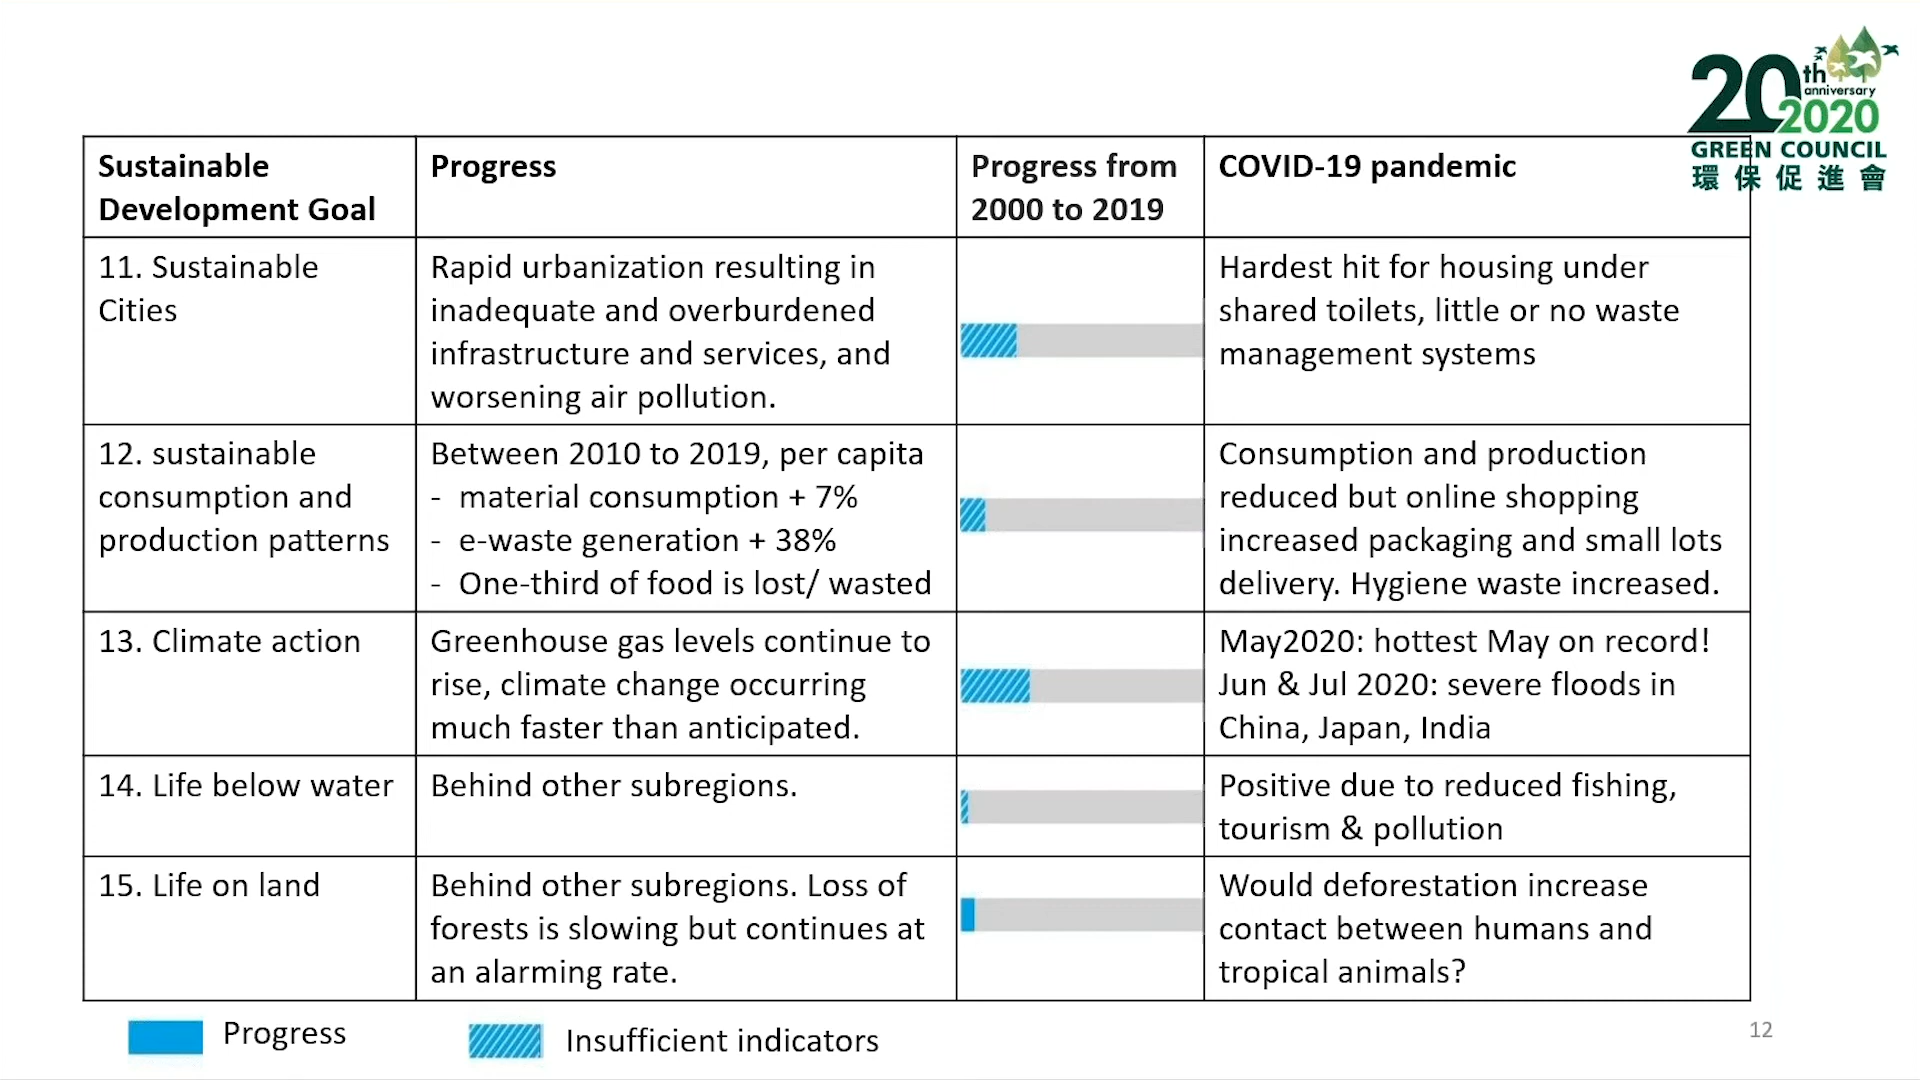 20th
anniversary
2020
GREEN COUNCIL
環保促進會
Sustainable
Development Goal
Progress
Progress from
2000 to 2019
COVID-19 pandemic
11. Sustainable
Cities
Rapid urbanization resulting in
inadequate and overburdened
infrastructure and services, and
worsening air pollution.
Hardest hit for housing under
shared toilets, little or no waste
management systems
12. sustainable
consumption and
production patterns
Between 2010 to 2019, per capita
- material consumption + 7%
- e-waste generation + 38%
- One-third of food is lost/ wasted
Consumption and production
reduced but online shopping
increased packaging and small lots
delivery. Hygiene waste increased.
13. Climate action
Greenhouse gas levels continue to
rise, climate change occurring
much faster than anticipated.
May2020: hottest May on record!
Jun & Jul 2020: severe floods in
China, Japan, India
14. Life below water
Behind other subregions.
Positive due to reduced fishing,
tourism & pollution
15. Life on land
Behind other subregions. Loss of
forests is slowing but continues at
an alarming rate.
Would deforestation increase
contact between humans and
tropical animals?
Progress
Insufficient indicators
12